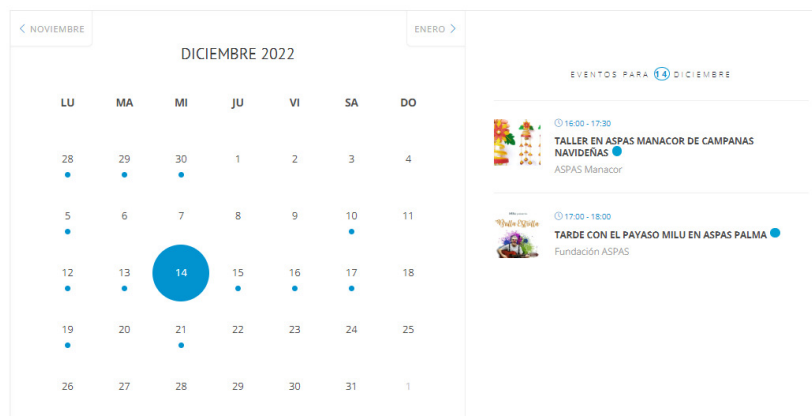 NOVIEMBRE
ENERO
DICIEMBRE 2022
LU MA MI JU VI SA DO
28 29 30 1 2 3 4
5 6 7 8 9 10 11
12 13 14 15 16 17 18
19 20 21 22 23 24 25
26 27 28 29 30 31 1
EVENTOS PARA 14 DICIEMBRE
16:00 - 17:30
TALLER EN ASPAS MANACOR DE CAMPANAS
NAVIDEÑAS
ASPAS Manacor
17:00 - 18:00
TARDE CON EL PAYASO MILU EN ASPAS PALMA
Fundación ASPAS